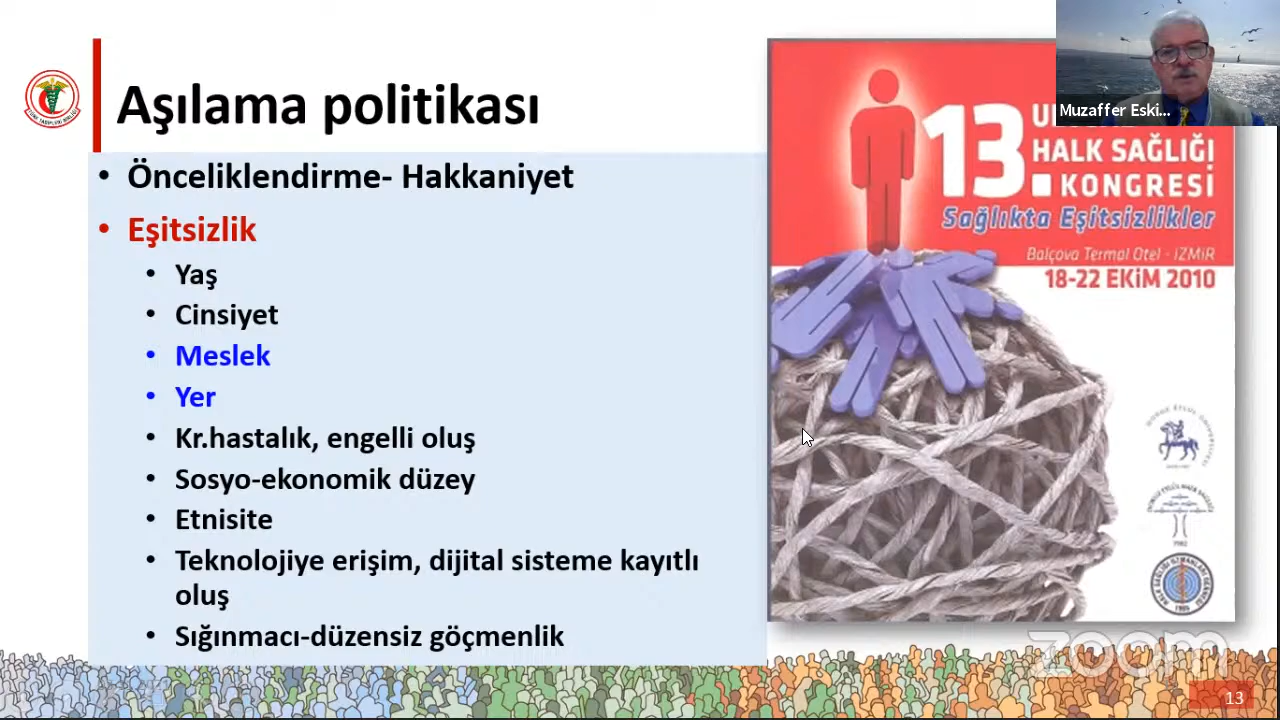 Aşılama politikası
• Önceliklendirme- Hakkaniyet
• Eşitsizlik
• Yaş
• Cinsiyet
• Meslek
• Yer
• Kr.hastalık, engelli oluş
• Sosyo-ekonomik düzey
• Etnisite
• Teknolojiye erişim, dijital sisteme kayıtlı
oluş
• Sığınmacı-düzensiz göçmenlik
13.
HALK SAĞLIĞI
KONGRESİ
Sağlıkta Eşitsizlikler
Balçova Termal Otel - İZMİR
18-22 EKİM 2010
Muzaffer Eski...
zoom
13